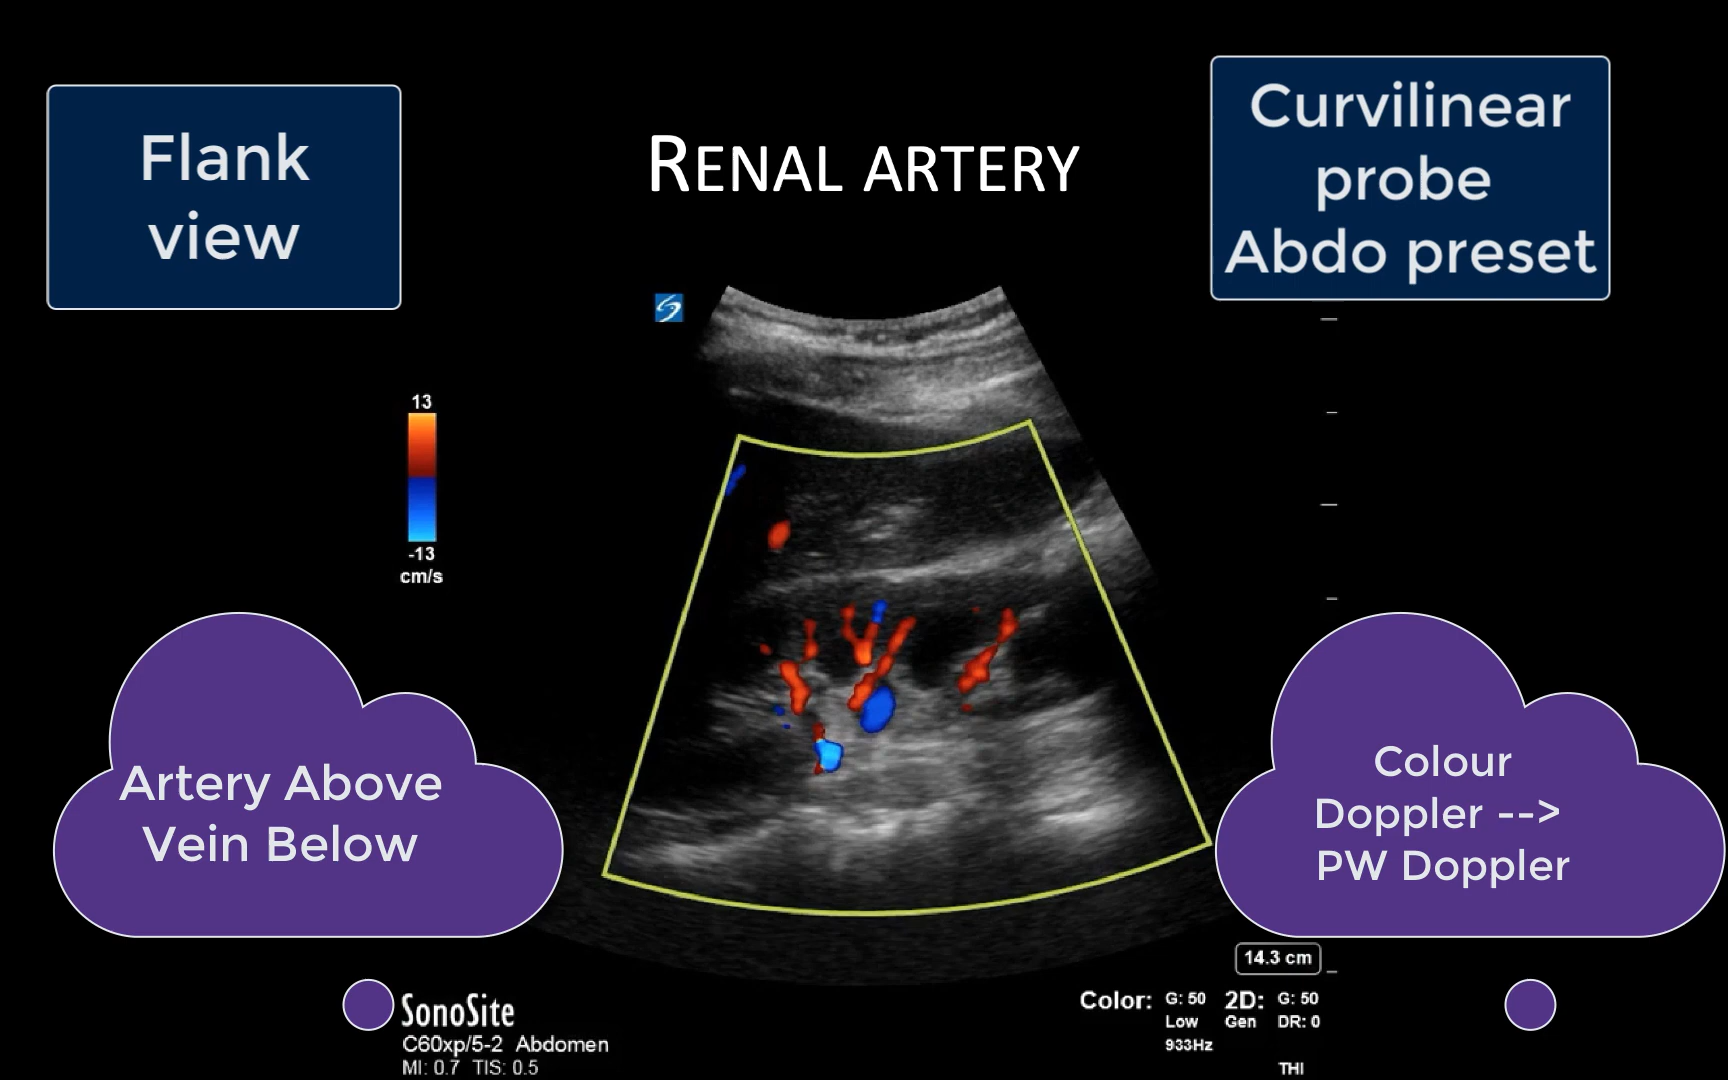 Flank
view
RENAL ARTERY
Curvilinear
probe
Abdo preset
13
-13
cm/s
Artery Above
Vein Below
Colour
Doppler -->
PW Doppler
14.3 cm
SonoSite
C60xp/5-2 Abdomen
MI: 0.7 TIS: 0.5
Color: G: 50 2D: G: 50
Low Gen DR: 0
933Hz
THI